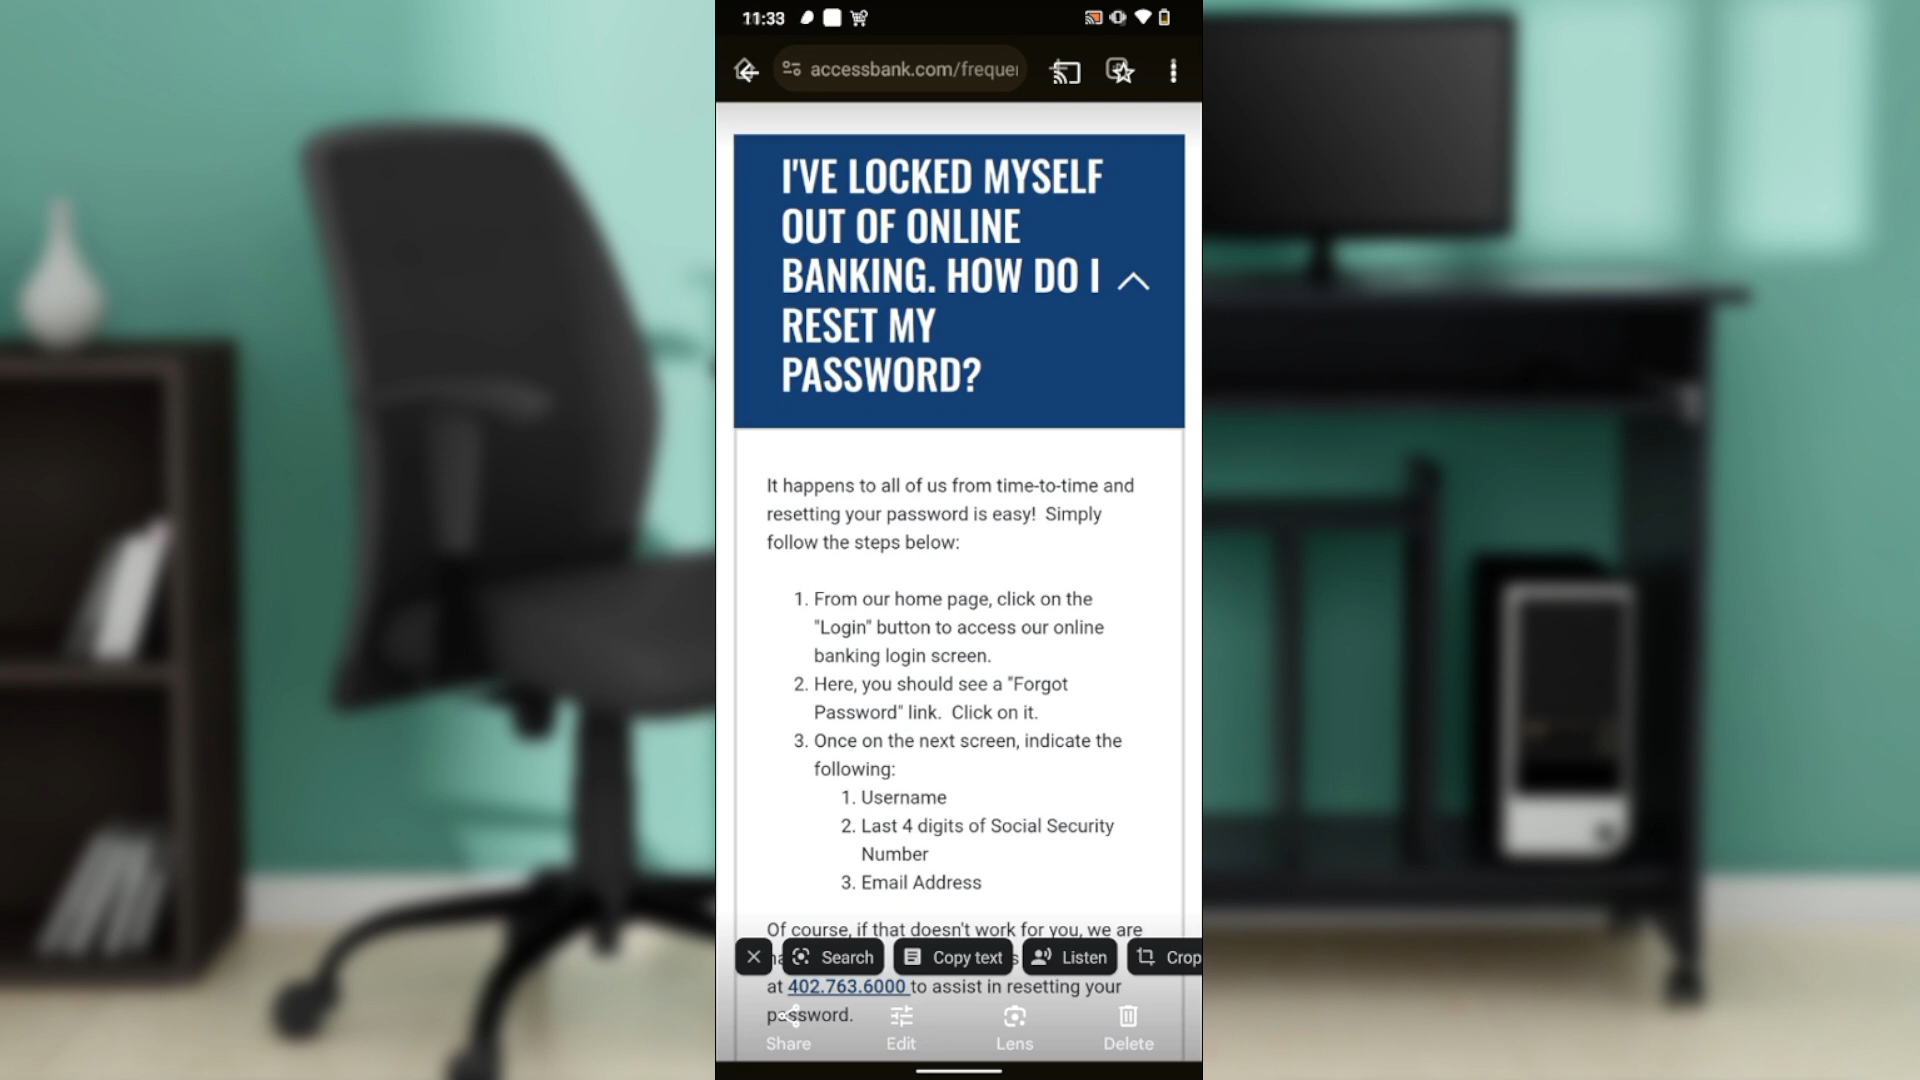 11:33
accessbank.com/frequen
I'VE LOCKED MYSELF
OUT OF ONLINE
BANKING. HOW DO I
RESET MY
PASSWORD?
It happens to all of us from time-to-time and
resetting your password is easy!  Simply
follow the steps below:
1. From our home page, click on the
"Login" button to access our online
banking login screen.
2. Here, you should see a "Forgot
Password" link.  Click on it.
3. Once on the next screen, indicate the
following:
1. Username
2. Last 4 digits of Social Security
Number
3. Email Address
Of course, if that doesn't work for you, we are
Search Copy text Listen Crop
at 402.763.6000 to assist in resetting your
password.
Share Edit Lens Delete